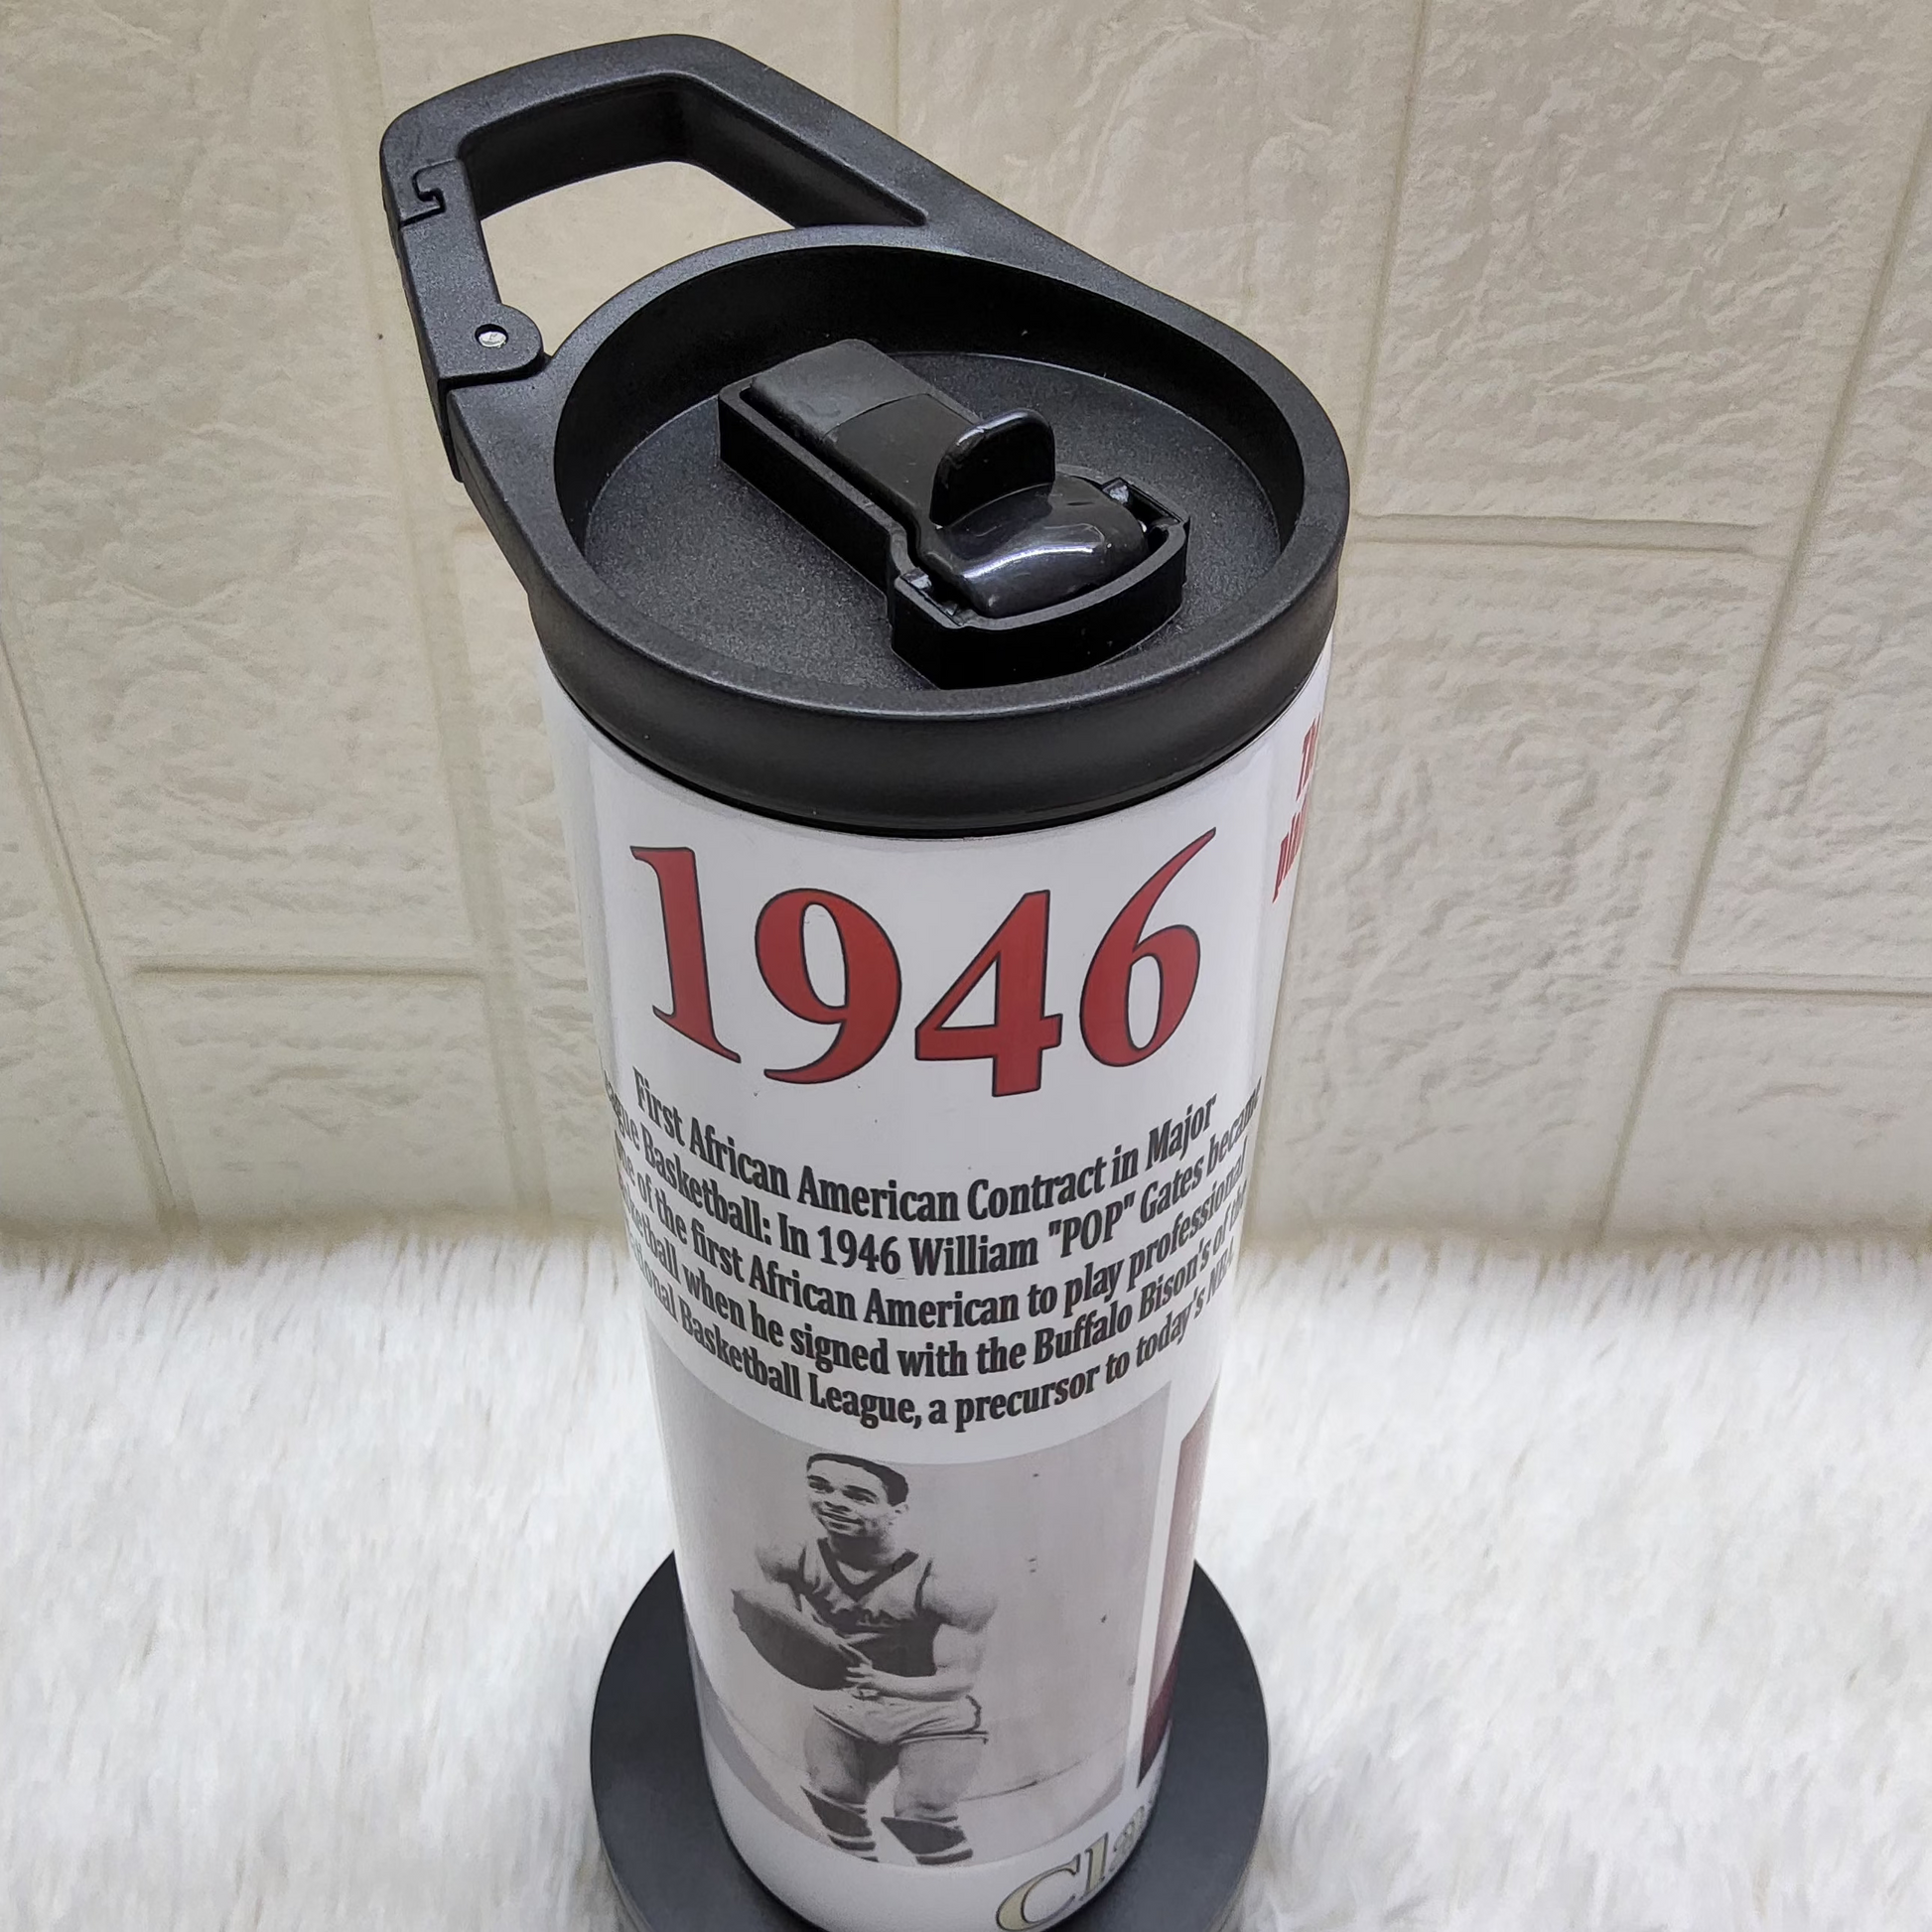 1946
First African American Contract in Major
Basketball: In 1946 William "POP" Gates became
of the first African American to play professional
when he signed with the Buffalo Bison's of the
Basketball League, a precursor to today's NBA